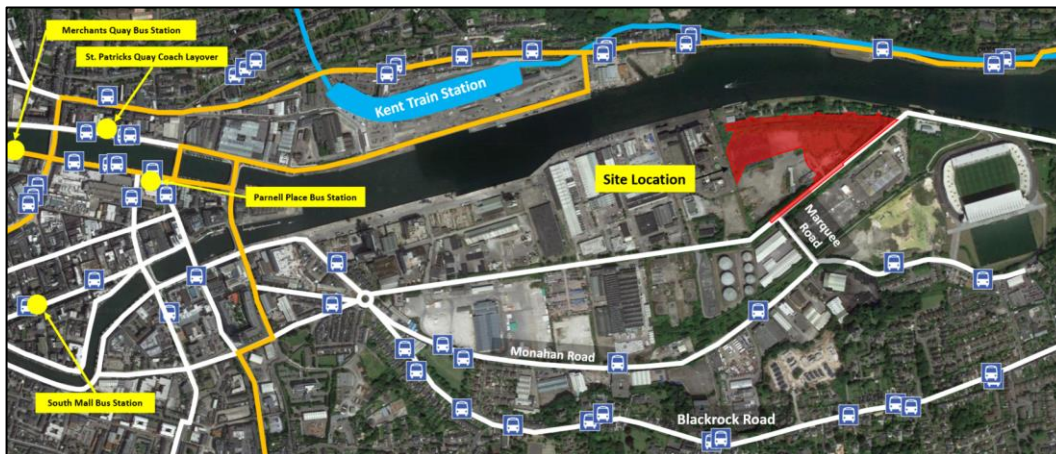 Merchants Quay Bus Station
St. Patricks Quay Coach Layover
Kent Train Station
Site Location
Parnell Place Bus Station
Marquee
Road
Monahan Road
South Mall Bus Station
Blackrock Road